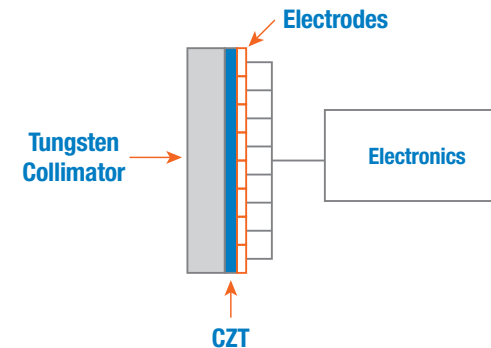 Electrodes
Tungsten
Collimator
Electronics
CZT